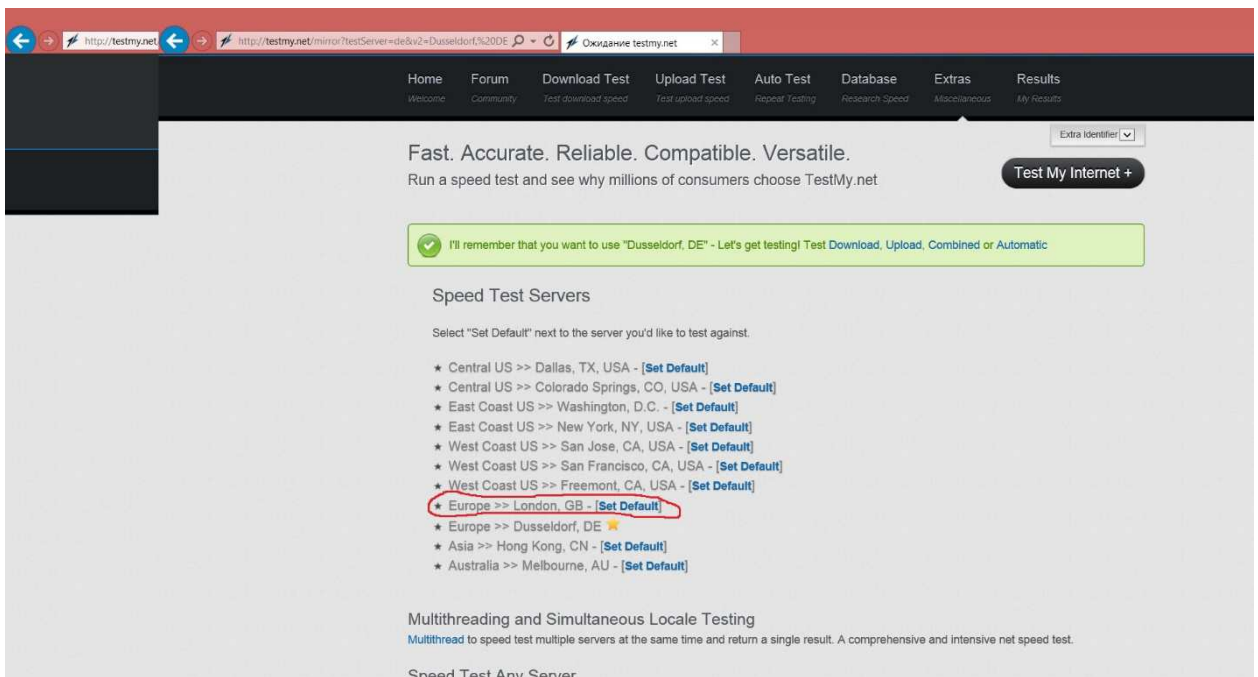 http://testmy.net
http://testmy.net/mirror?testServer=de&v2=Dusseldorf,%20DE
Ожидание testmy.net
Home Forum Download Test Upload Test Auto Test Database Extras Results
Welcome Community Test download speed Test upload speed Repeat Testing Research Speed Miscellaneous My Results
Extra Identifier
Fast. Accurate. Reliable. Compatible. Versatile.
Run a speed test and see why millions of consumers choose TestMy.net
Test My Internet +
I'll remember that you want to use "Dusseldorf, DE" - Let's get testing! Test Download, Upload, Combined or Automatic
Speed Test Servers
Select "Set Default" next to the server you'd like to test against.
★ Central US >> Dallas, TX, USA - [Set Default]
★ Central US >> Colorado Springs, CO, USA - [Set Default]
★ East Coast US >> Washington, D.C. - [Set Default]
★ East Coast US >> New York, NY, USA - [Set Default]
★ West Coast US >> San Jose, CA, USA - [Set Default]
★ West Coast US >> San Francisco, CA, USA - [Set Default]
★ West Coast US >> Freemont, CA, USA - [Set Default]
★ Europe >> London, GB - [Set Default]
★ Europe >> Dusseldorf, DE
★ Asia >> Hong Kong, CN - [Set Default]
★ Australia >> Melbourne, AU - [Set Default]
Multithreading and Simultaneous Locale Testing
Multithread to speed test multiple servers at the same time and return a single result. A comprehensive and intensive net speed test.
Speed Test Any Server